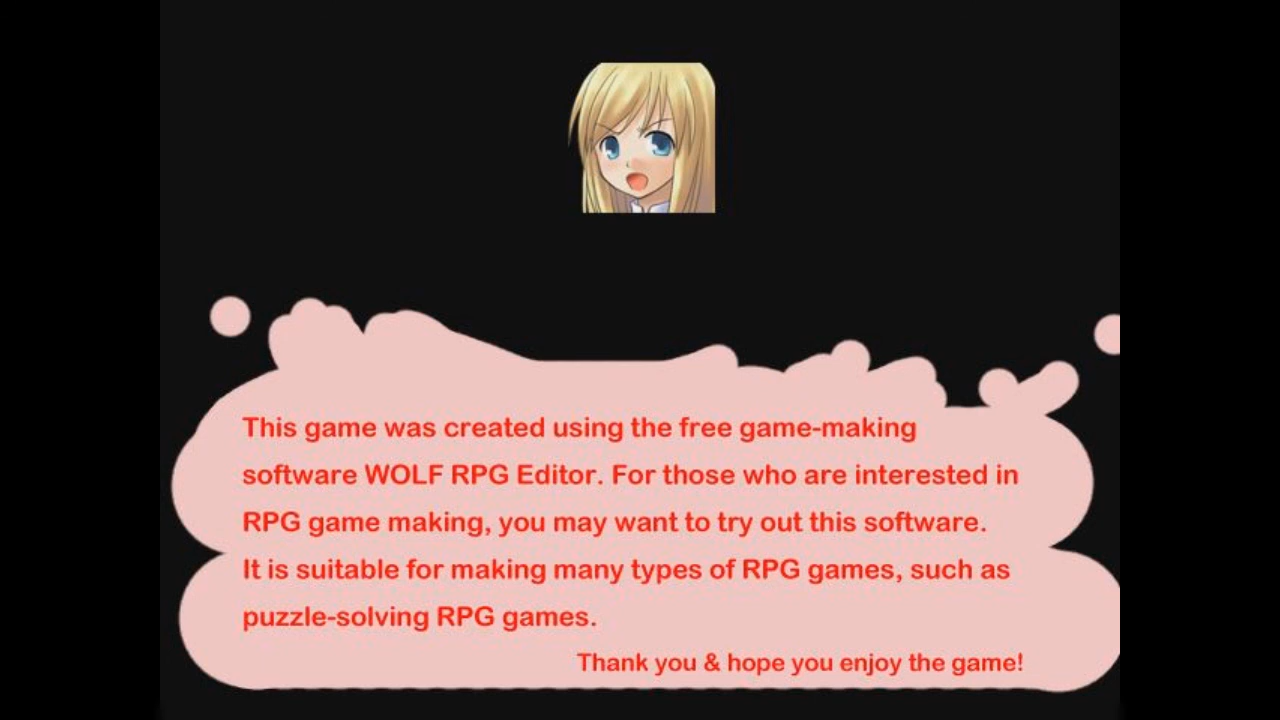 This game was created using the free game-making
software WOLF RPG Editor. For those who are interested in
RPG game making, you may want to try out this software.
It is suitable for making many types of RPG games, such as
puzzle-solving RPG games.
Thank you & hope you enjoy the game!